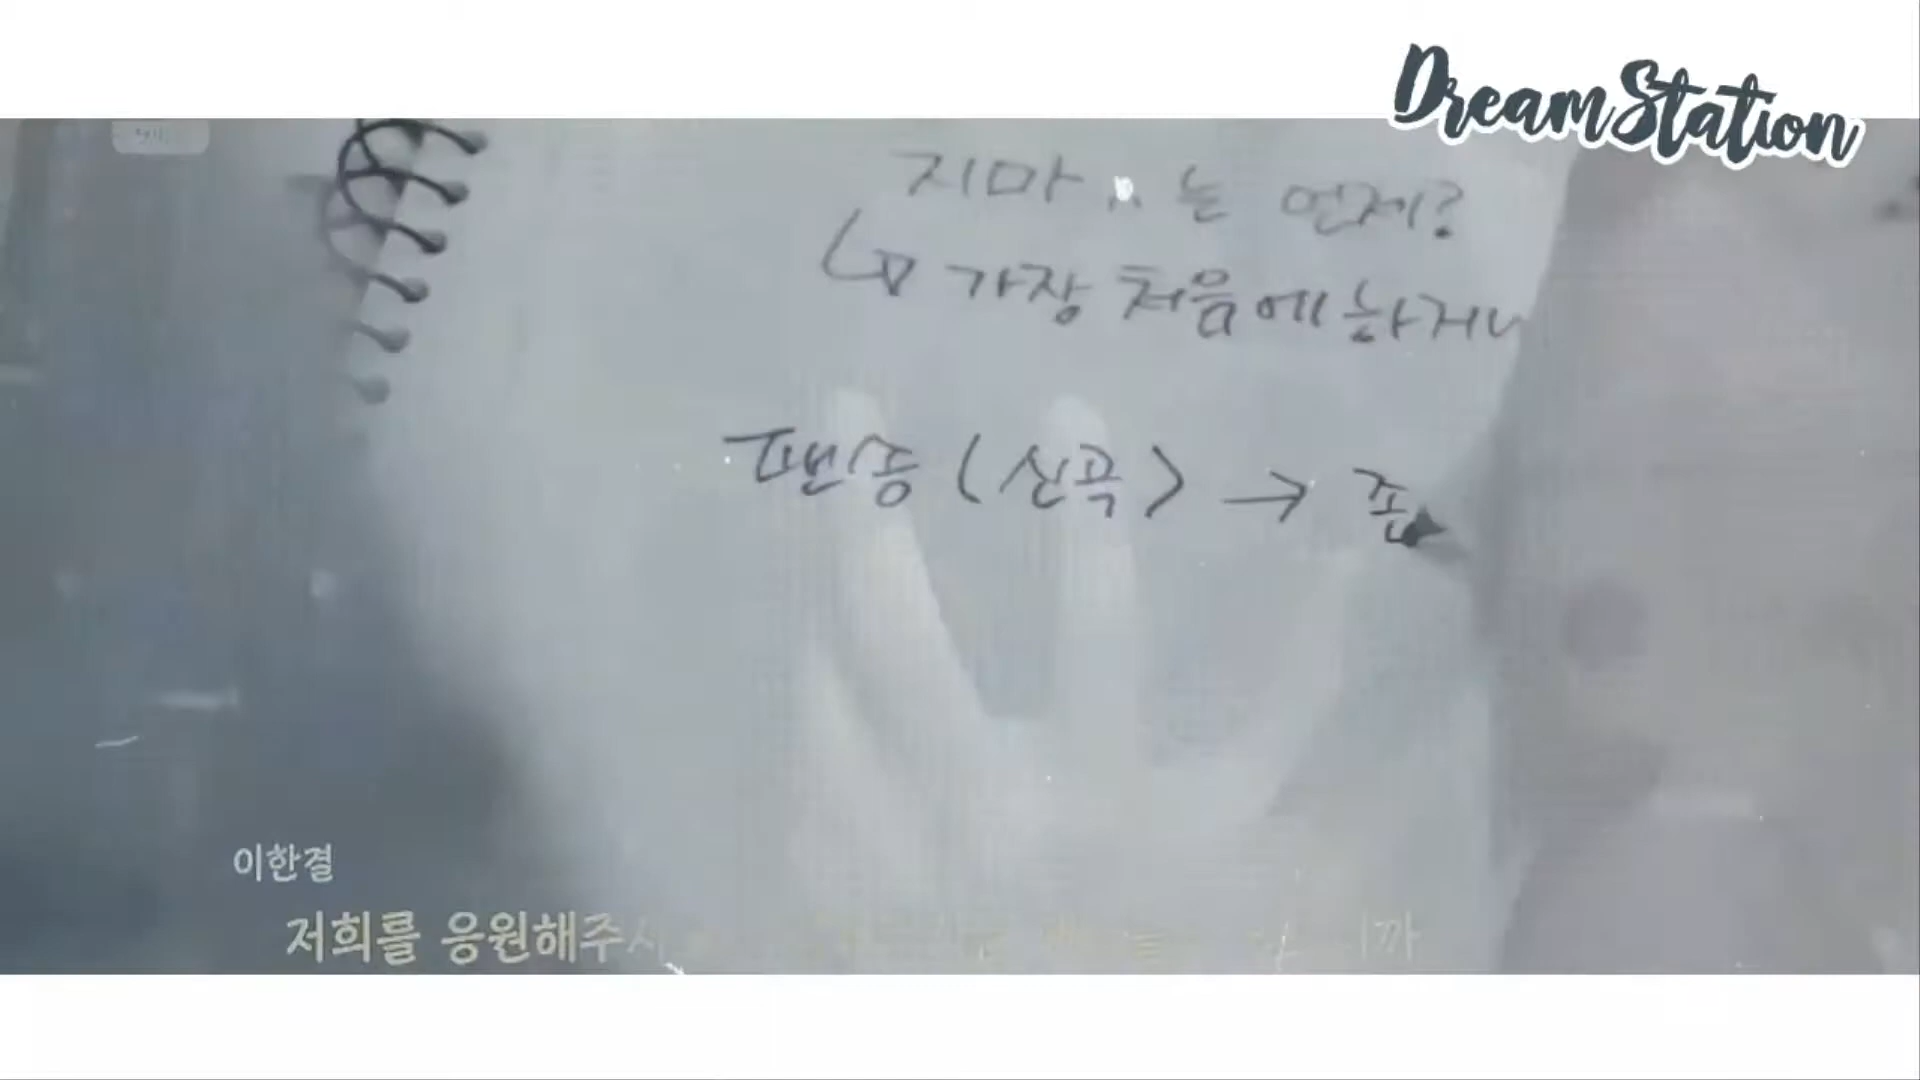 DreamStation
지마 는 언제?
↳ 가장 처음에 하거나
팬송 (신곡) →
이한결
저희를 응원해주시